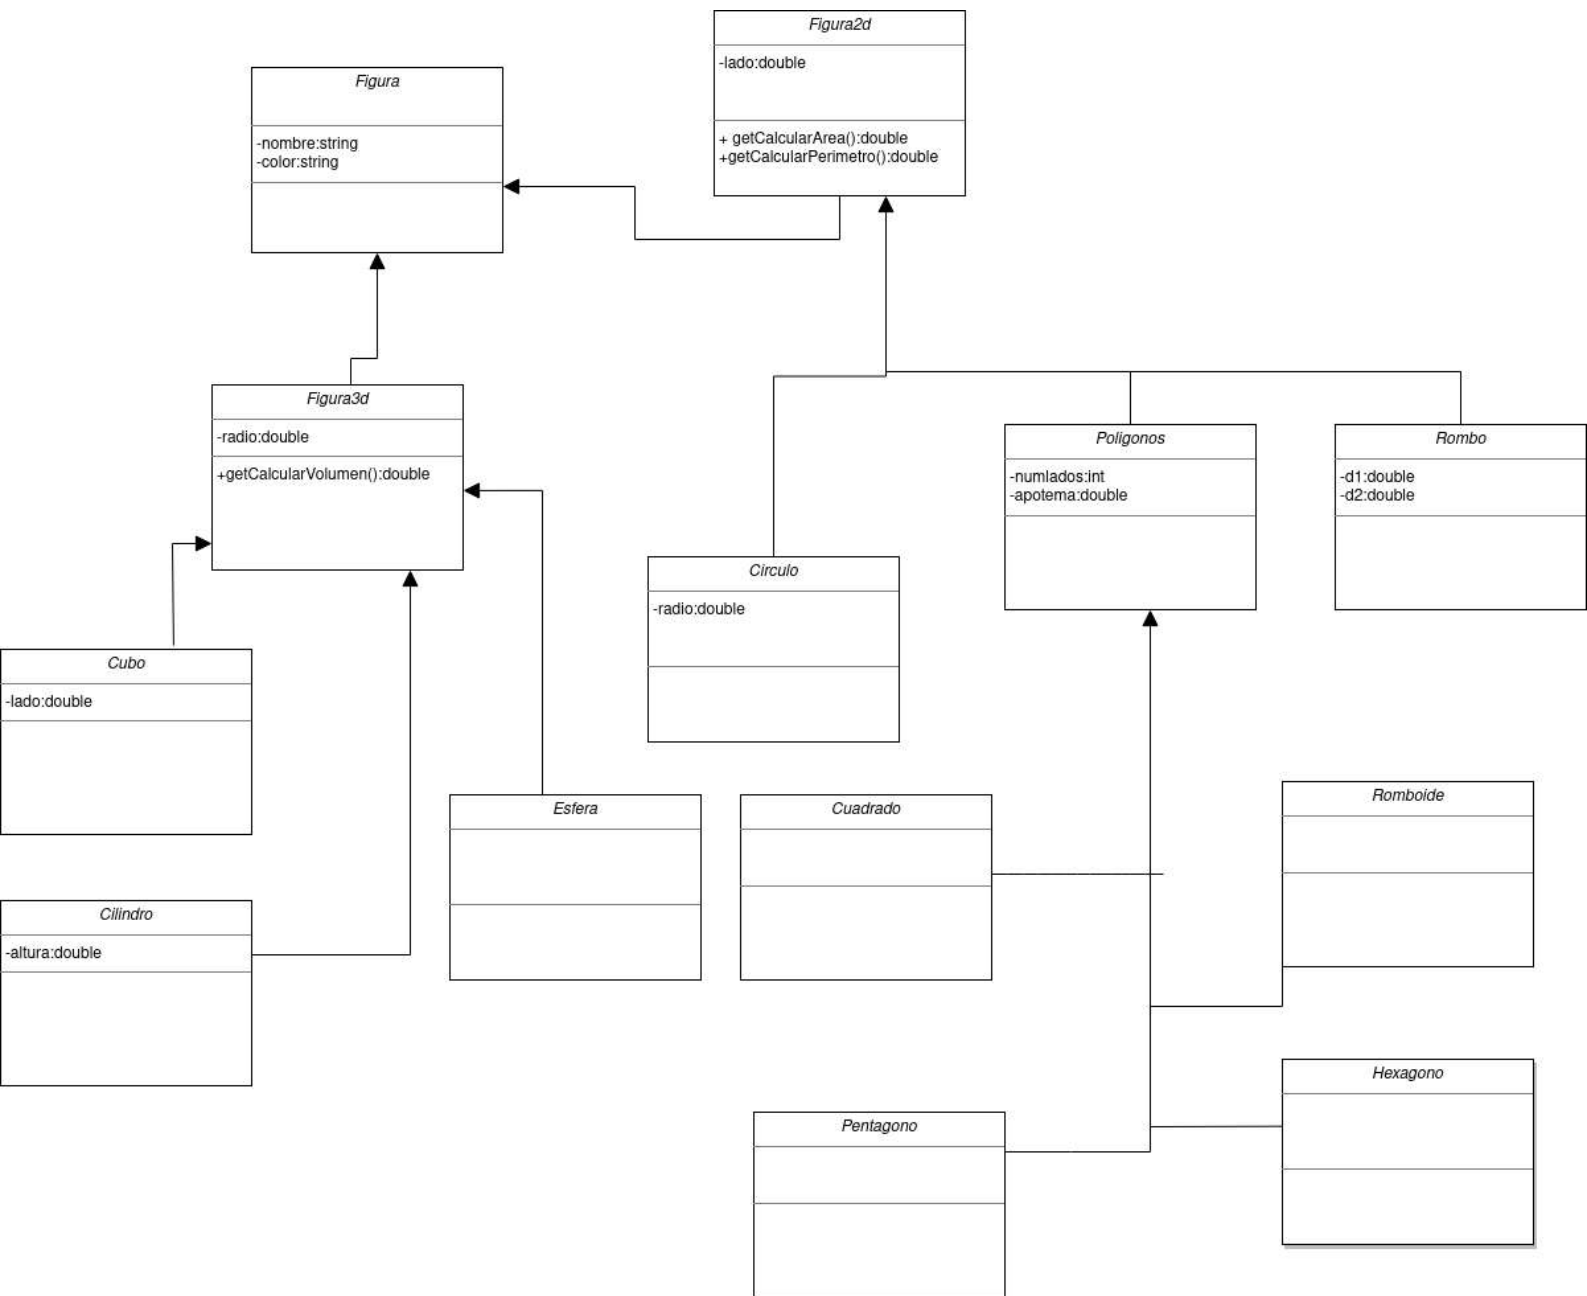 Figura2d
-lado:double
+ getCalcularArea():double
+getCalcularPerimetro():double
Figura
-nombre:string
-color:string
Figura3d
-radio:double
+getCalcularVolumen():double
Poligonos
-numlados:int
-apotema:double
Rombo
-d1:double
-d2:double
Circulo
-radio:double
Cubo
-lado:double
Esfera
Cuadrado
Romboide
Cilindro
-altura:double
Hexagono
Pentagono